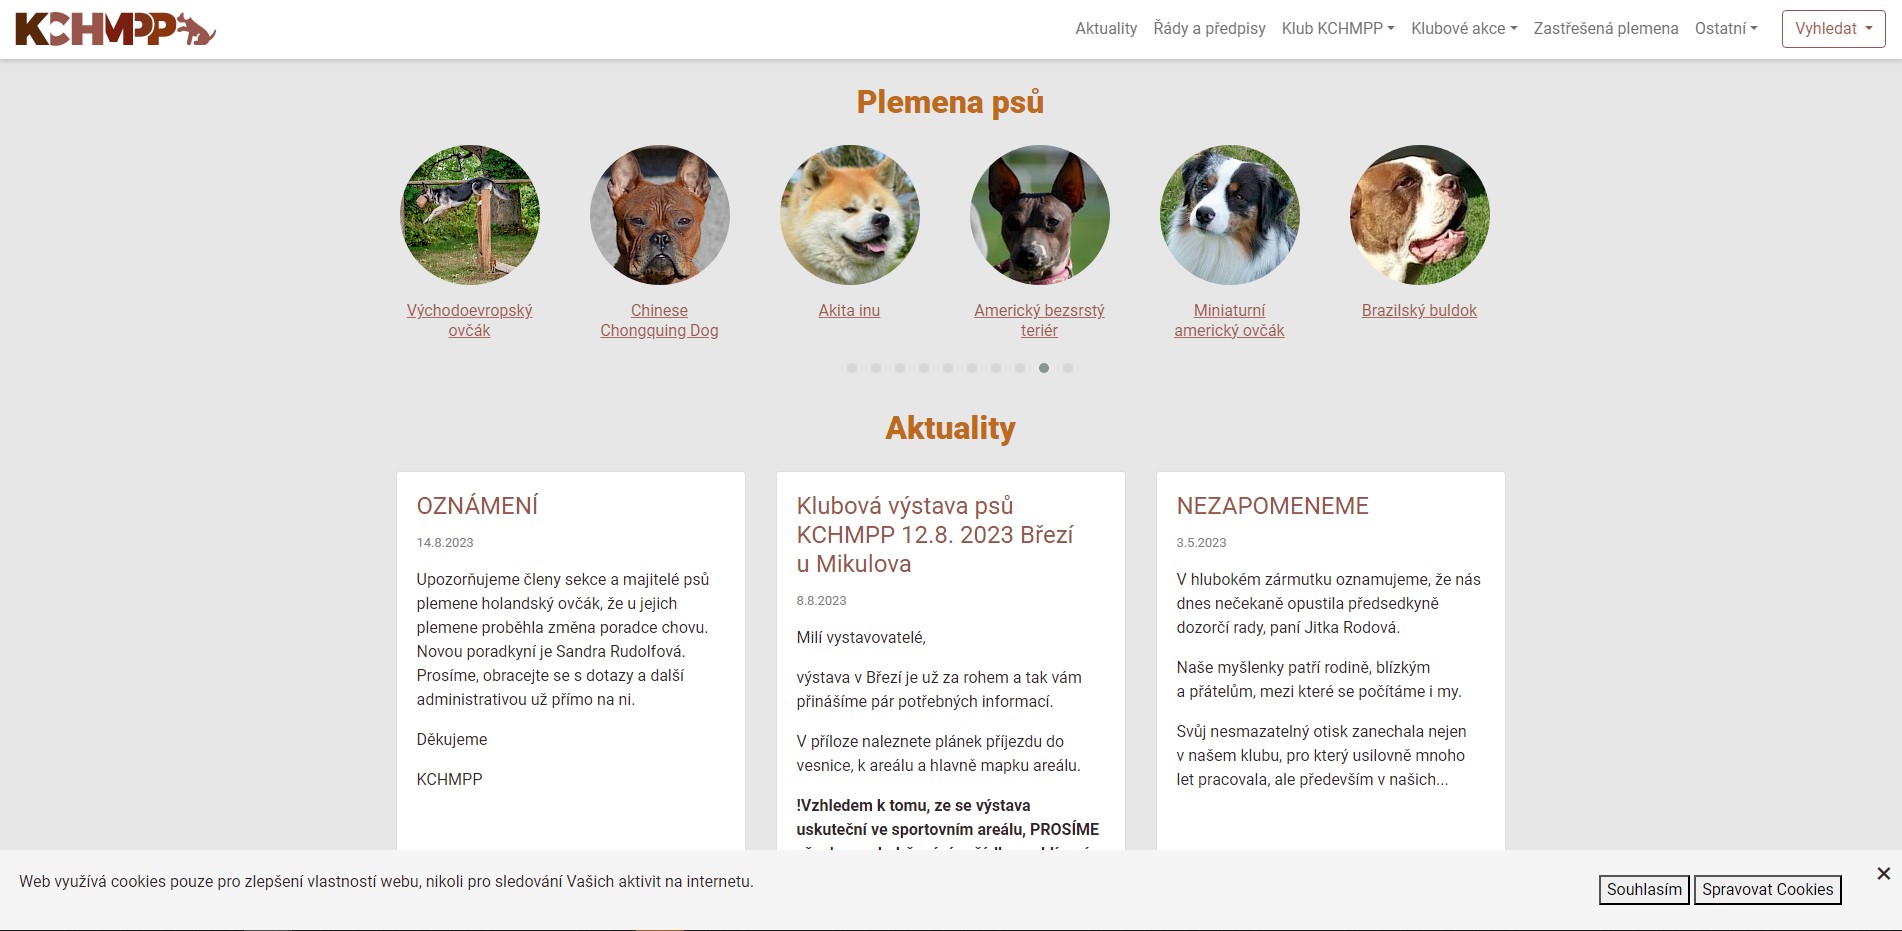 KCHMPP
Aktuality
Řády a předpisy
Klub KCHMPP
Klubové akce
Zastřešená plemena
Ostatní
Vyhledat
Plemena psů
Východoevropský
ovčák
Chinese
Chongquing Dog
Akita inu
Americký bezsrstý
teriér
Miniaturní
americký ovčák
Brazilský buldok
Aktuality
OZNÁMENÍ
14.8.2023
Upozorňujeme členy sekce a majitelé psů
plemene holandský ovčák, že u jejich
plemene proběhla změna poradce chovu.
Novou poradkyní je Sandra Rudolfová.
Prosíme, obracejte se s dotazy a další
administrativou už přímo na ni.
Děkujeme
KCHMPP
Klubová výstava psů
KCHMPP 12.8. 2023 Březí
u Mikulova
8.8.2023
Milí vystavovatelé,
výstava v Březí je už za rohem a tak vám
přinášíme pár potřebných informací.
V příloze naleznete plánek příjezdu do
vesnice, k areálu a hlavně mapku areálu.
!Vzhledem k tomu, ze se výstava
uskuteční ve sportovním areálu, PROSÍME
NEZAPOMENEME
3.5.2023
V hlubokém zármutku oznamujeme, že nás
dnes nečekaně opustila předsedkyně
dozorčí rady, paní Jitka Rodová.
Naše myšlenky patří rodině, blízkým
a přátelům, mezi které se počítáme i my.
Svůj nesmazatelný otisk zanechala nejen
v našem klubu, pro který usilovně mnoho
let pracovala, ale především v našich...
Web využívá cookies pouze pro zlepšení vlastností webu, nikoli pro sledování Vašich aktivit na internetu.
Souhlasím
Spravovat Cookies
×